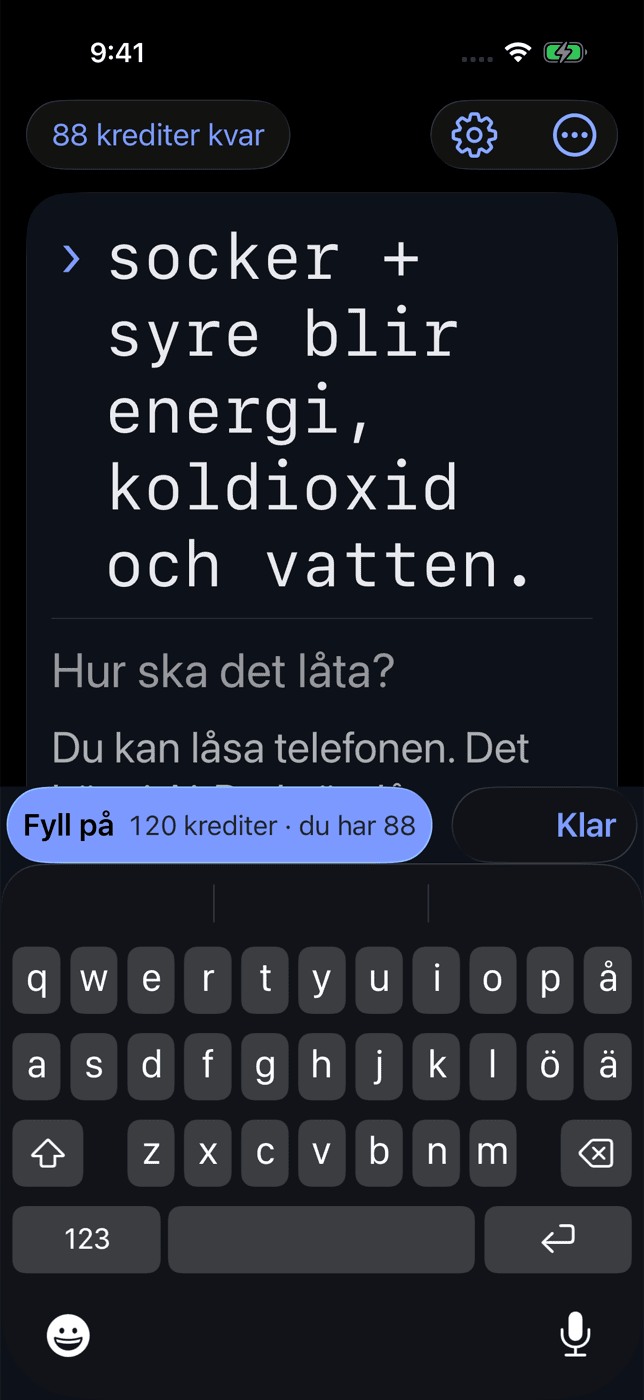 9:41
88 krediter kvar
› socker +
syre blir
energi,
koldioxid
och vatten.
Hur ska det låta?
Du kan låsa telefonen. Det
Fyll på 120 krediter · du har 88
Klar
q w e r t y u i o p å
a s d f g h j k l ö ä
z x c v b n m
123